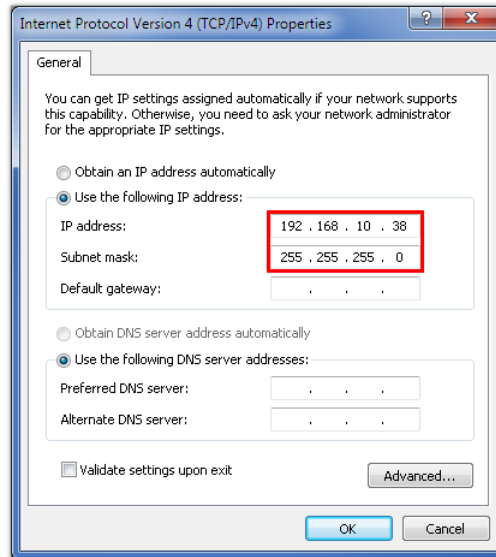 Internet Protocol Version 4 (TCP/IPv4) Properties
General
You can get IP settings assigned automatically if your network supports
this capability. Otherwise, you need to ask your network administrator
for the appropriate IP settings.
Obtain an IP address automatically
Use the following IP address:
IP address: 192 . 168 . 10 . 38
Subnet mask: 255 . 255 . 255 . 0
Default gateway: . . .
Obtain DNS server address automatically
Use the following DNS server addresses:
Preferred DNS server: . . .
Alternate DNS server: . . .
Validate settings upon exit
Advanced...
OK Cancel